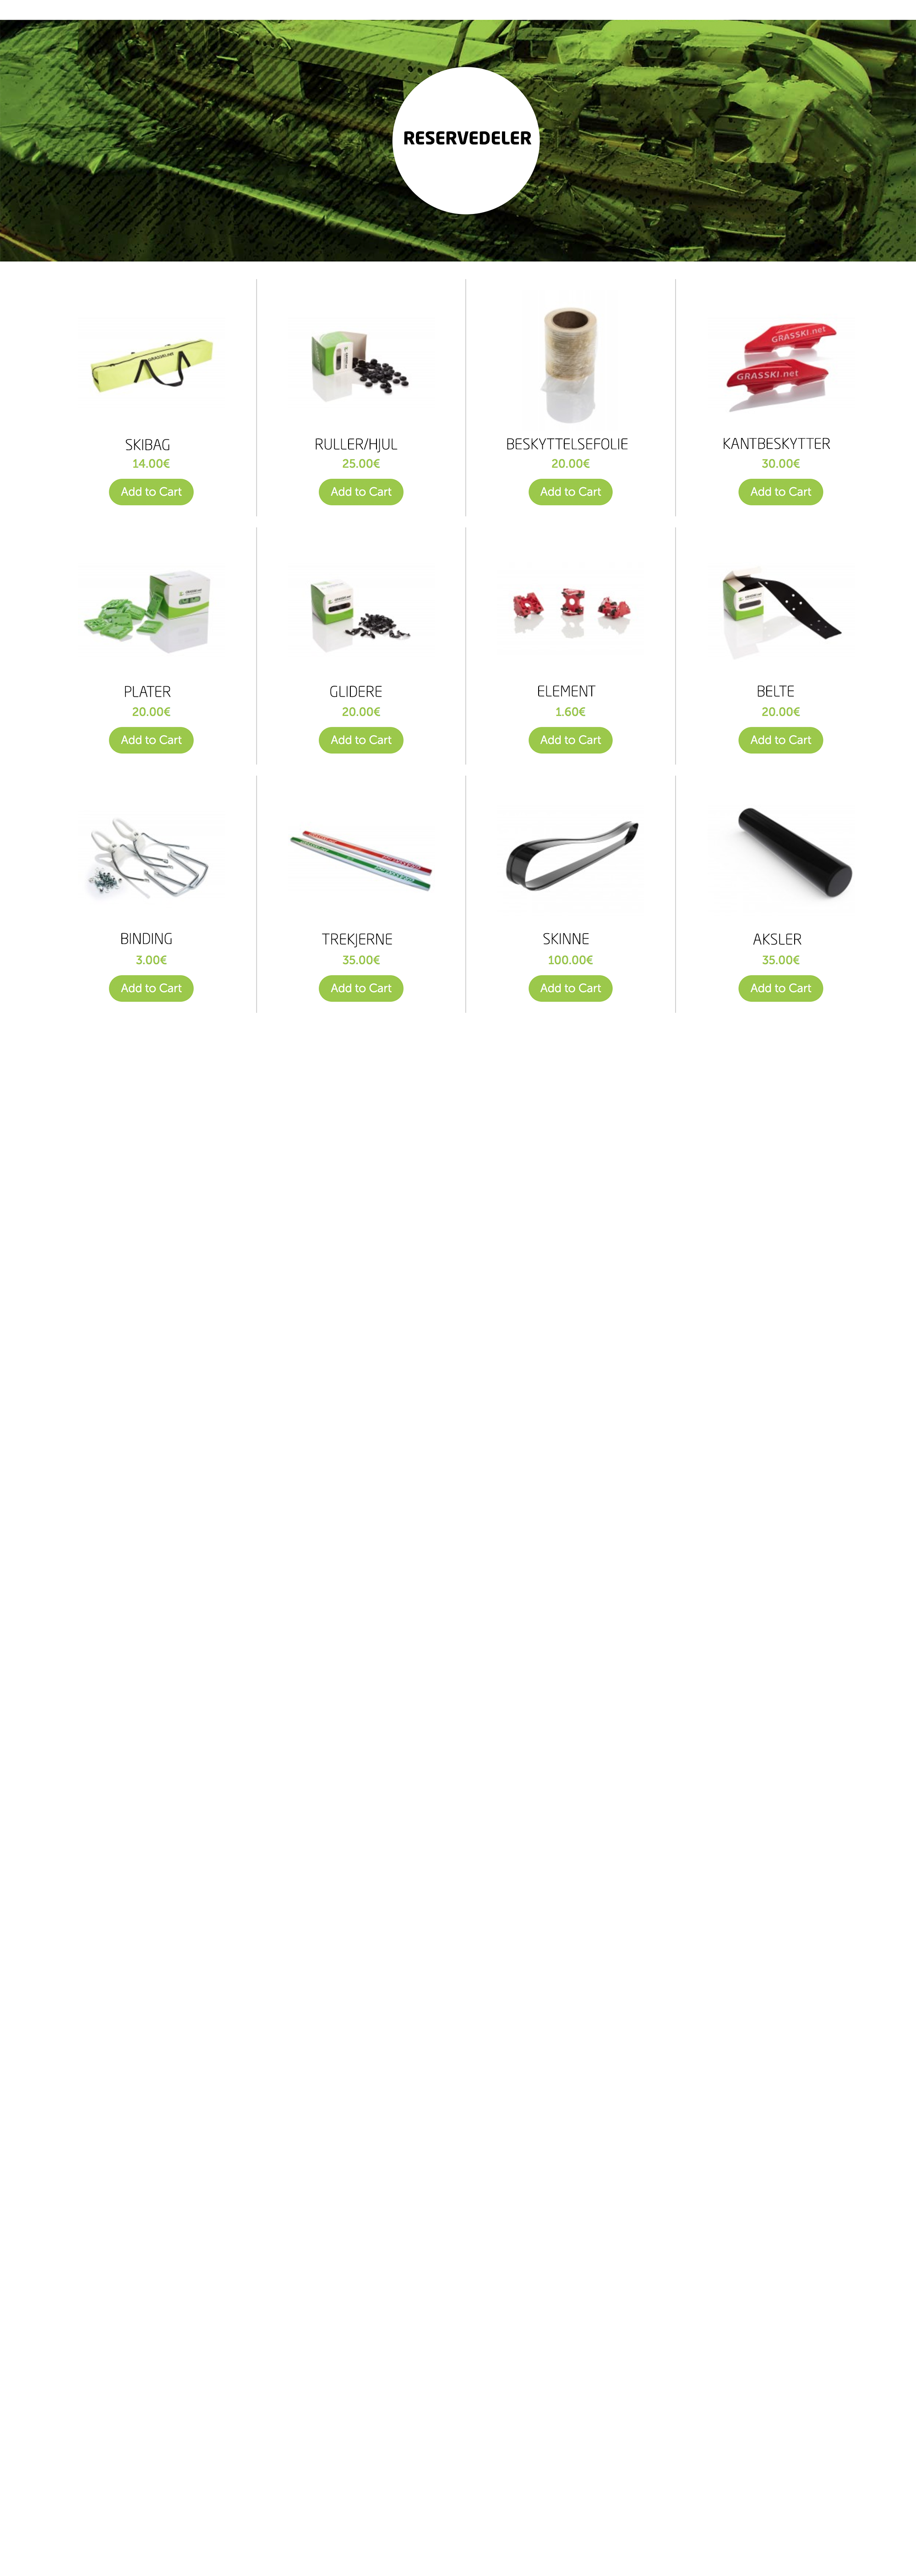 RESERVEDELER
GRASSKI.net
GRASSKI.net
SKIBAG
RULLER/HJUL
BESKYTTELSEFOLIE
KANTBESKYTTER
14.00€
25.00€
20.00€
30.00€
Add to Cart
Add to Cart
Add to Cart
Add to Cart
PLATER
GLIDERE
ELEMENT
BELTE
20.00€
20.00€
1.60€
20.00€
Add to Cart
Add to Cart
Add to Cart
Add to Cart
BINDING
TREKJERNE
SKINNE
AKSLER
3.00€
35.00€
100.00€
35.00€
Add to Cart
Add to Cart
Add to Cart
Add to Cart